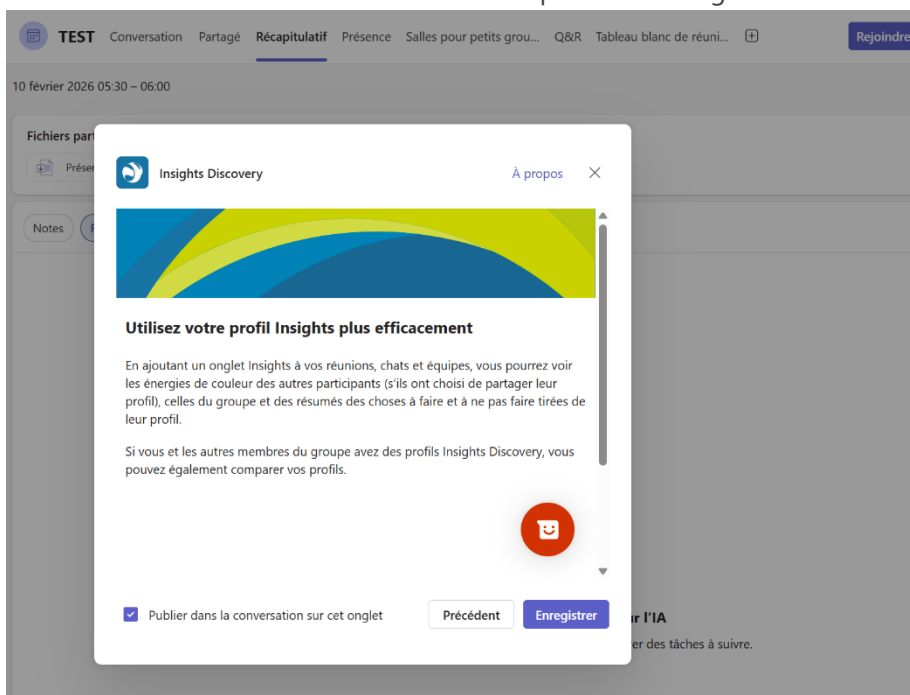 TEST Conversation Partagé Récapitulatif Présence Salles pour petits grou... Q&R Tableau blanc de réuni... Rejoindre
10 février 2026 05:30 – 06:00
Fichiers part
Présen
Insights Discovery À propos
Notes
Utilisez votre profil Insights plus efficacement
En ajoutant un onglet Insights à vos réunions, chats et équipes, vous pourrez voir
les énergies de couleur des autres participants (s'ils ont choisi de partager leur
profil), celles du groupe et des résumés des choses à faire et à ne pas faire tirées de
leur profil.
Si vous et les autres membres du groupe avez des profils Insights Discovery, vous
pouvez également comparer vos profils.
Publier dans la conversation sur cet onglet Précédent Enregistrer
r l'IA
er des tâches à suivre.